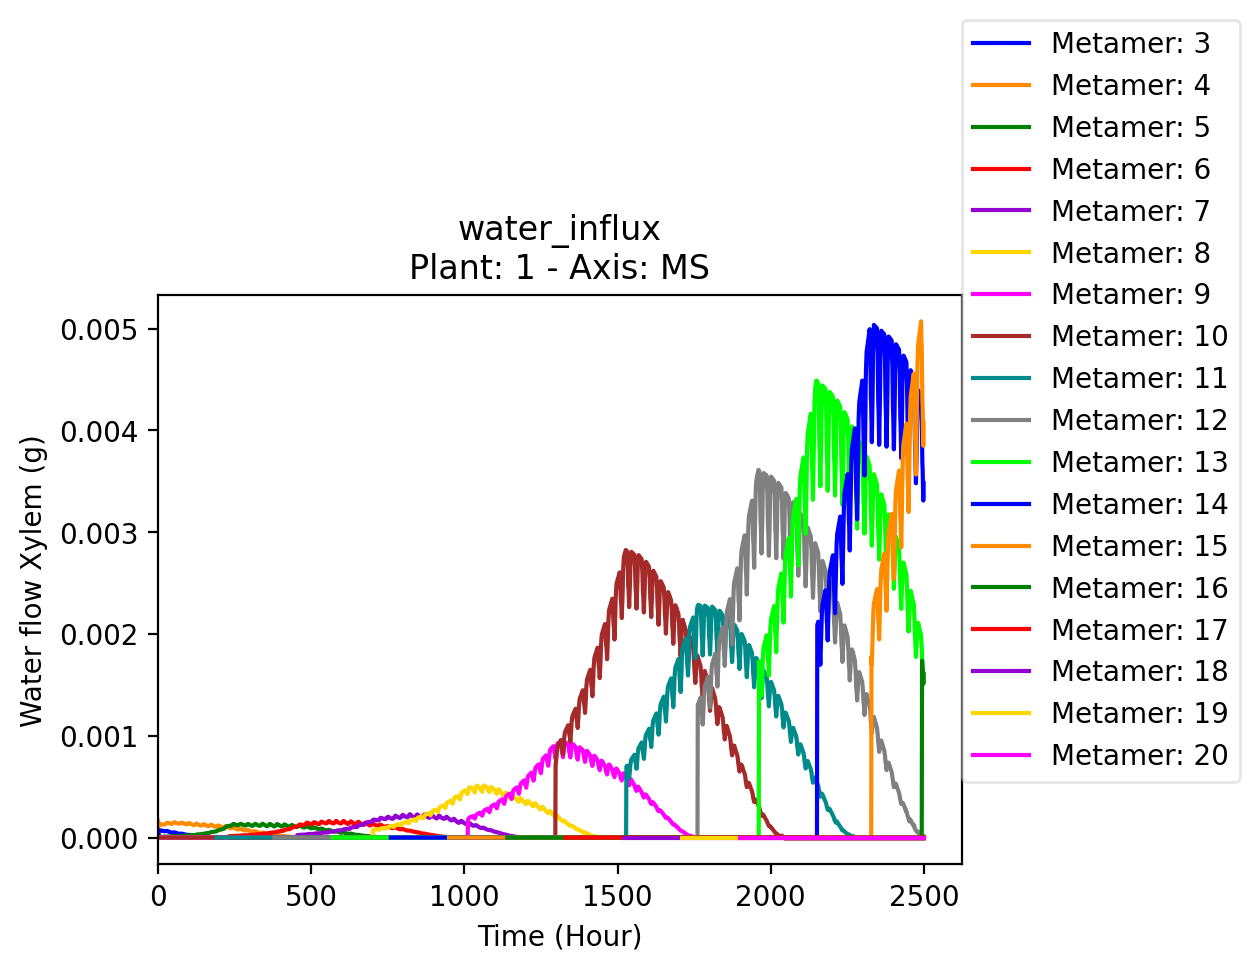 water_influx
Plant: 1 - Axis: MS
Water flow Xylem (g)
0.005
0.004
0.003
0.002
0.001
0.000
0
500
1000
1500
2000
2500
Time (Hour)
Metamer: 3
Metamer: 4
Metamer: 5
Metamer: 6
Metamer: 7
Metamer: 8
Metamer: 9
Metamer: 10
Metamer: 11
Metamer: 12
Metamer: 13
Metamer: 14
Metamer: 15
Metamer: 16
Metamer: 17
Metamer: 18
Metamer: 19
Metamer: 20